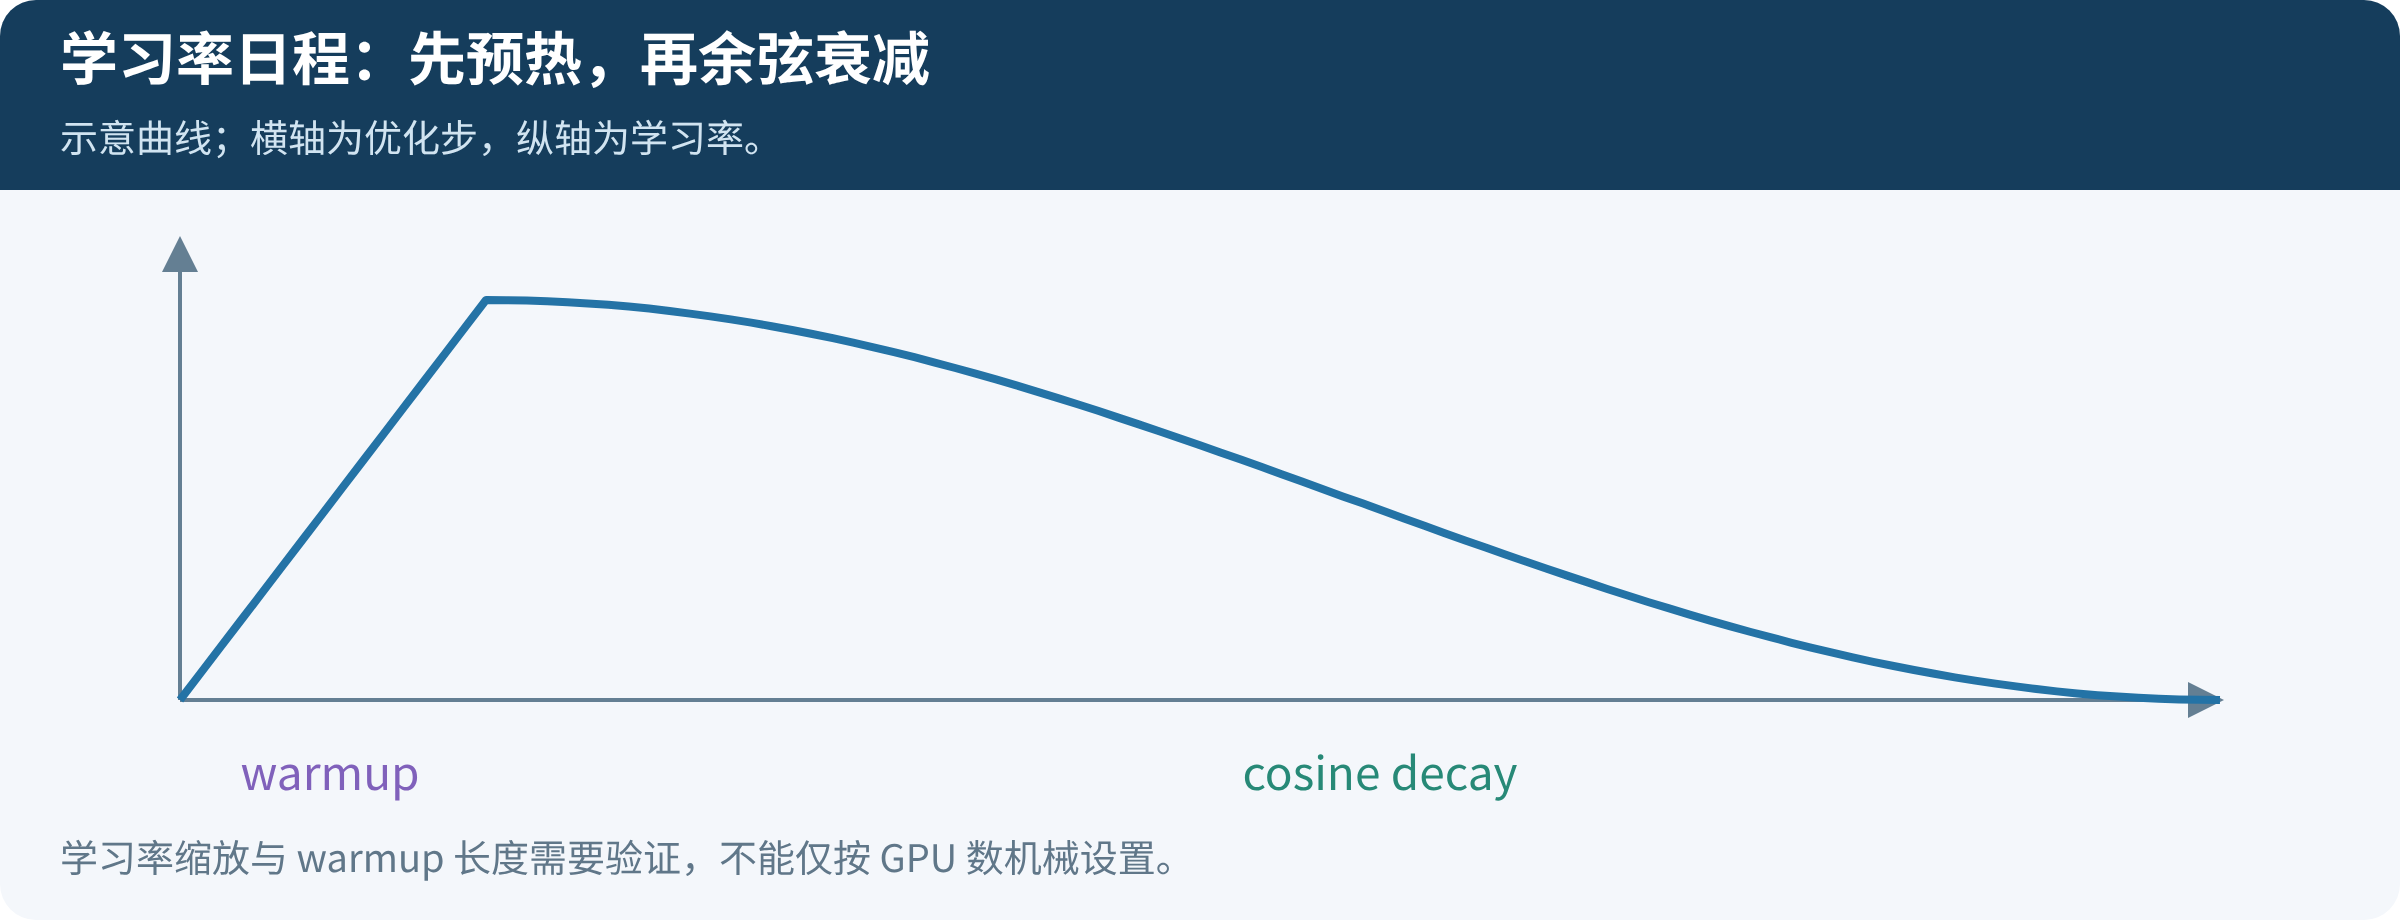 学习率日程：先预热，再余弦衰减
示意曲线；横轴为优化步，纵轴为学习率。
warmup
cosine decay
学习率缩放与 warmup 长度需要验证，不能仅按 GPU 数机械设置。